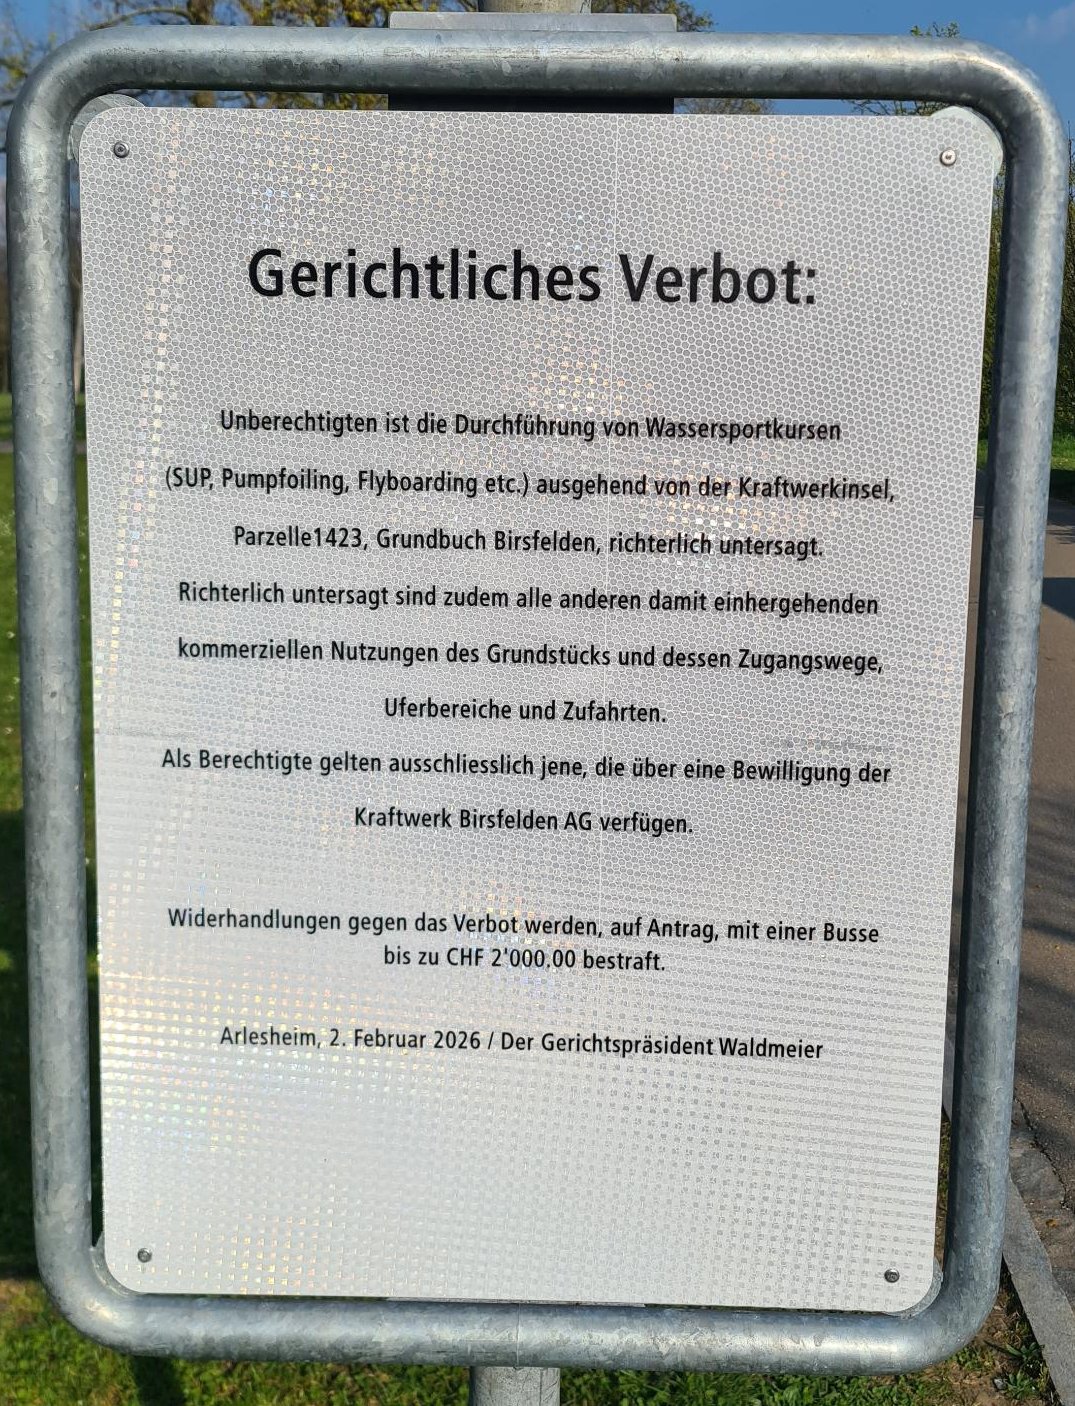 Gerichtliches Verbot:
Unberechtigten ist die Durchführung von Wassersportkursen
(SUP, Pumpfoiling, Flyboarding etc.) ausgehend von der Kraftwerkinsel,
Parzelle1423, Grundbuch Birsfelden, richterlich untersagt.
Richterlich untersagt sind zudem alle anderen damit einhergehenden
kommerziellen Nutzungen des Grundstücks und dessen Zugangswege,
Uferbereiche und Zufahrten.
Als Berechtigte gelten ausschliesslich jene, die über eine Bewilligung der
Kraftwerk Birsfelden AG verfügen.
Widerhandlungen gegen das Verbot werden, auf Antrag, mit einer Busse
bis zu CHF 2'000.00 bestraft.
Arlesheim, 2. Februar 2026 / Der Gerichtspräsident Waldmeier